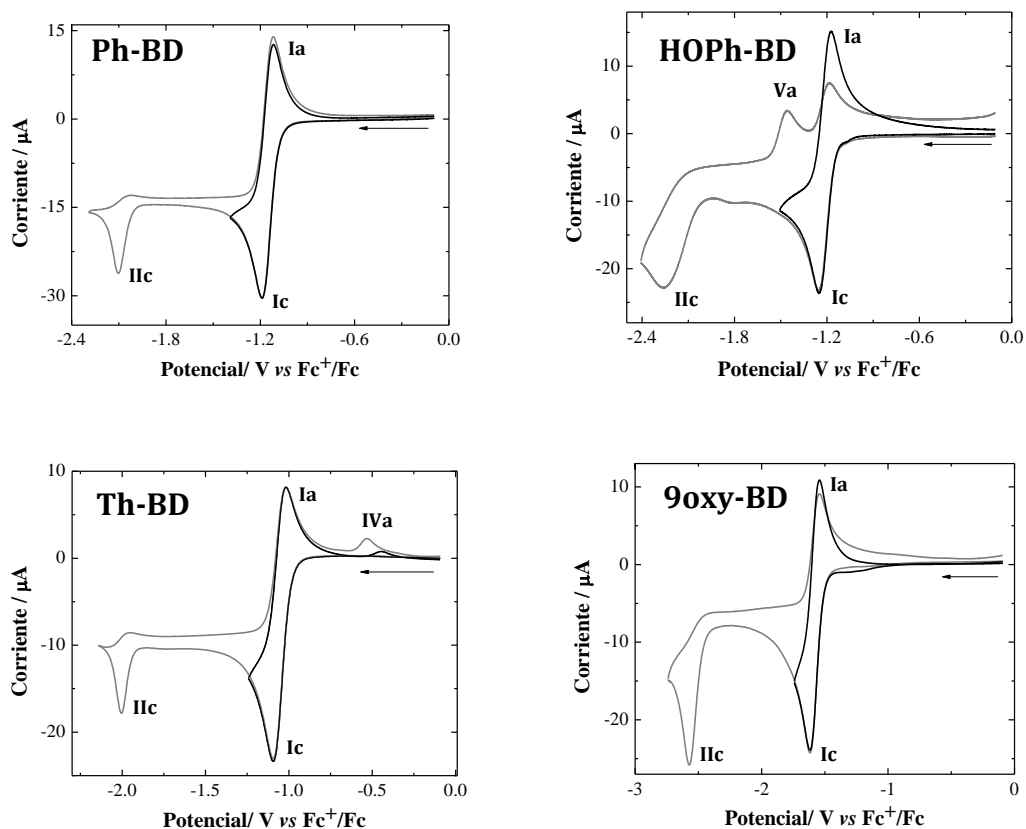 Ph-BD
Ia
IIc
Ic
15
0
-15
-30
-2.4
-1.8
-1.2
-0.6
0.0
Corriente / µA
Potencial/ V vs Fc⁺/Fc
HOPh-BD
Ia
Va
IIc
Ic
10
0
-10
-20
-2.4
-1.8
-1.2
-0.6
0.0
Corriente / µA
Potencial/ V vs Fc⁺/Fc
Th-BD
Ia
IVa
IIc
Ic
10
0
-10
-20
-2.0
-1.5
-1.0
-0.5
0.0
Corriente / µA
Potencial/ V vs Fc⁺/Fc
9oxy-BD
Ia
IIc
Ic
10
0
-10
-20
-3
-2
-1
0
Corriente / µA
Potencial/ V vs Fc⁺/Fc